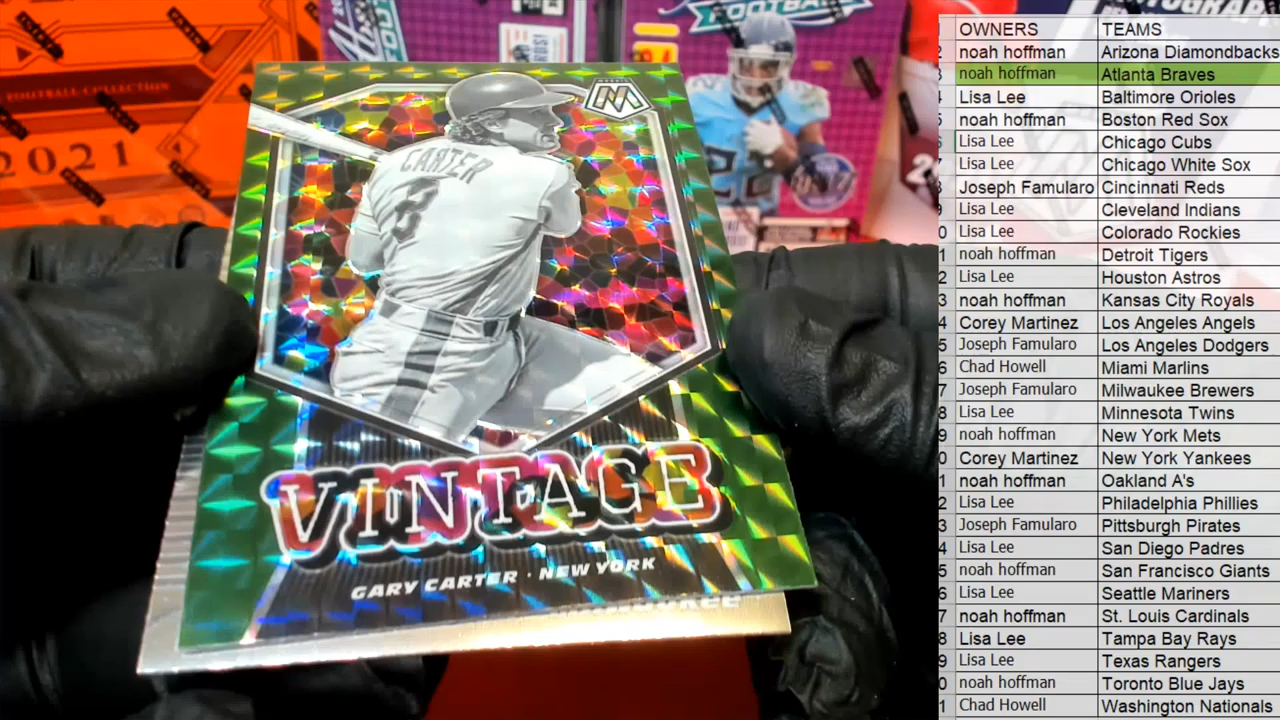 FOOTBALL
FOOTBALL COLLECTION
2021
22
M
CARTER
8
VINTAGE
GARY CARTER · NEW YORK
OWNERS TEAMS
noah hoffman Arizona Diamondbacks
noah hoffman Atlanta Braves
Lisa Lee Baltimore Orioles
noah hoffman Boston Red Sox
Lisa Lee Chicago Cubs
Lisa Lee Chicago White Sox
Joseph Famularo Cincinnati Reds
Lisa Lee Cleveland Indians
Lisa Lee Colorado Rockies
noah hoffman Detroit Tigers
Lisa Lee Houston Astros
noah hoffman Kansas City Royals
Corey Martinez Los Angeles Angels
Joseph Famularo Los Angeles Dodgers
Chad Howell Miami Marlins
Joseph Famularo Milwaukee Brewers
Lisa Lee Minnesota Twins
noah hoffman New York Mets
Corey Martinez New York Yankees
noah hoffman Oakland A's
Lisa Lee Philadelphia Phillies
Joseph Famularo Pittsburgh Pirates
Lisa Lee San Diego Padres
noah hoffman San Francisco Giants
Lisa Lee Seattle Mariners
noah hoffman St. Louis Cardinals
Lisa Lee Tampa Bay Rays
Lisa Lee Texas Rangers
noah hoffman Toronto Blue Jays
Chad Howell Washington Nationals